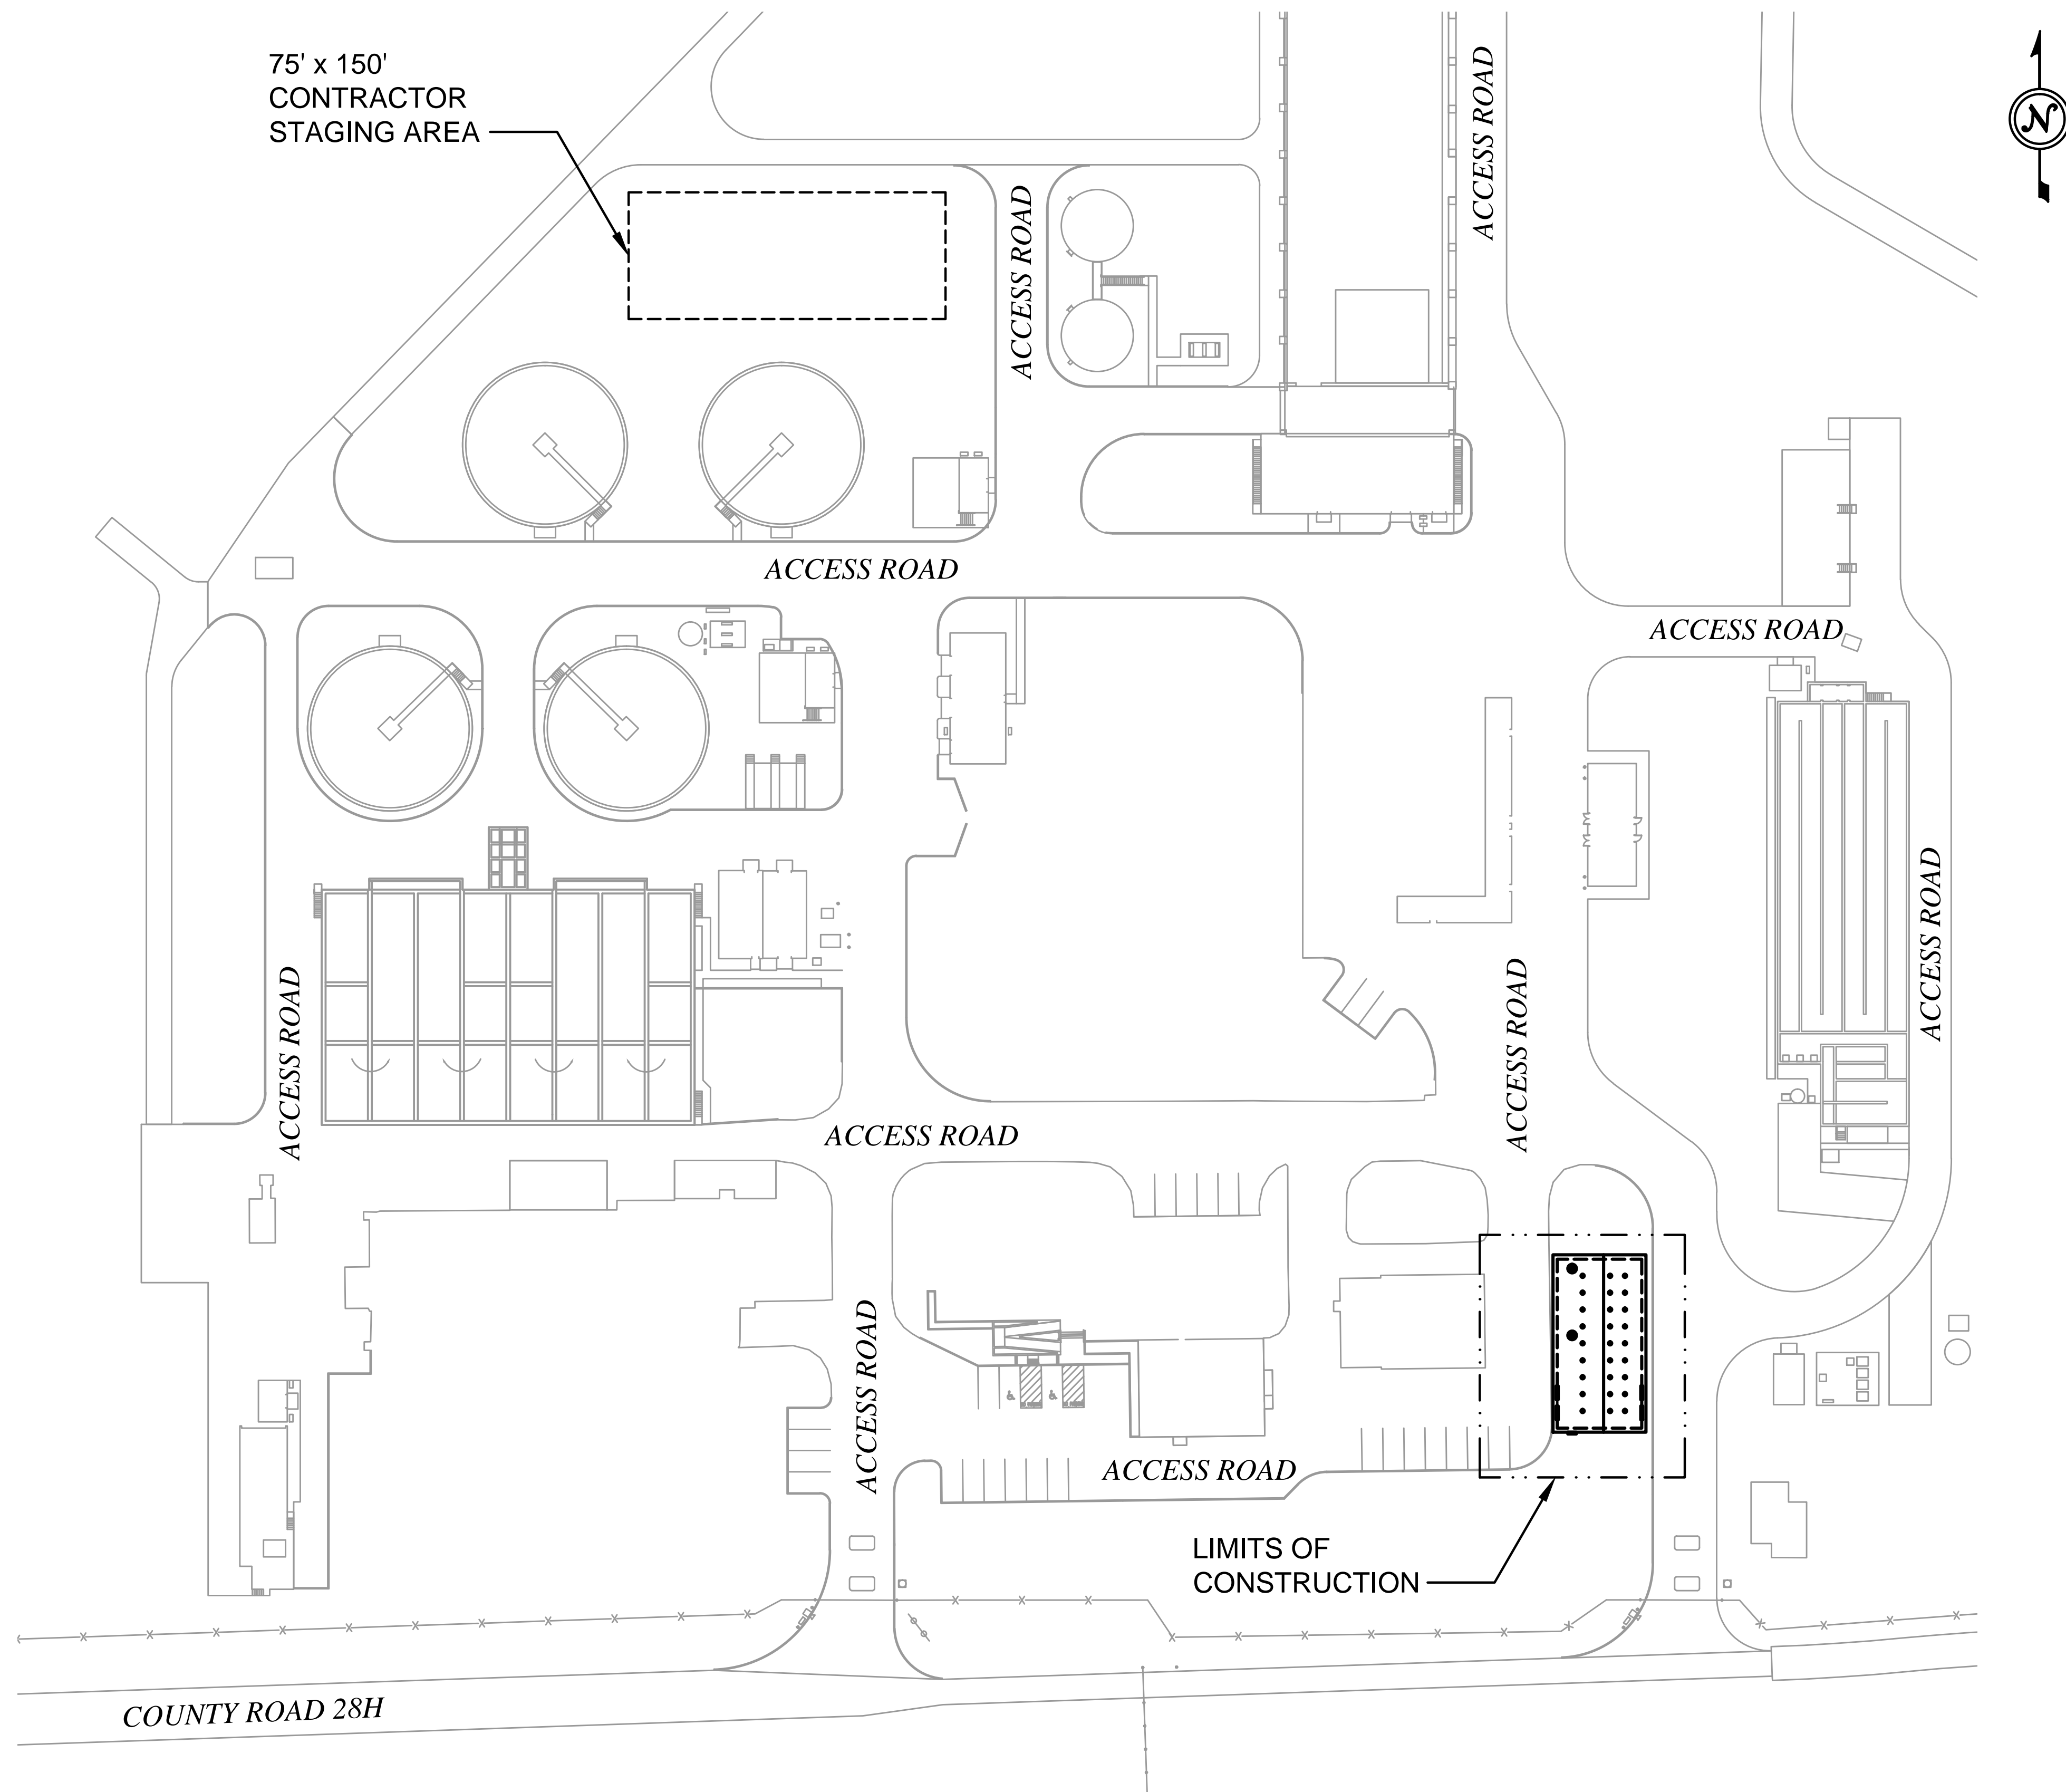 75' x 150'
CONTRACTOR
STAGING AREA
N
ACCESS ROAD
ACCESS ROAD
ACCESS ROAD
ACCESS ROAD
ACCESS ROAD
ACCESS ROAD
ACCESS ROAD
ACCESS ROAD
ACCESS ROAD
ACCESS ROAD
LIMITS OF
CONSTRUCTION
COUNTY ROAD 28H